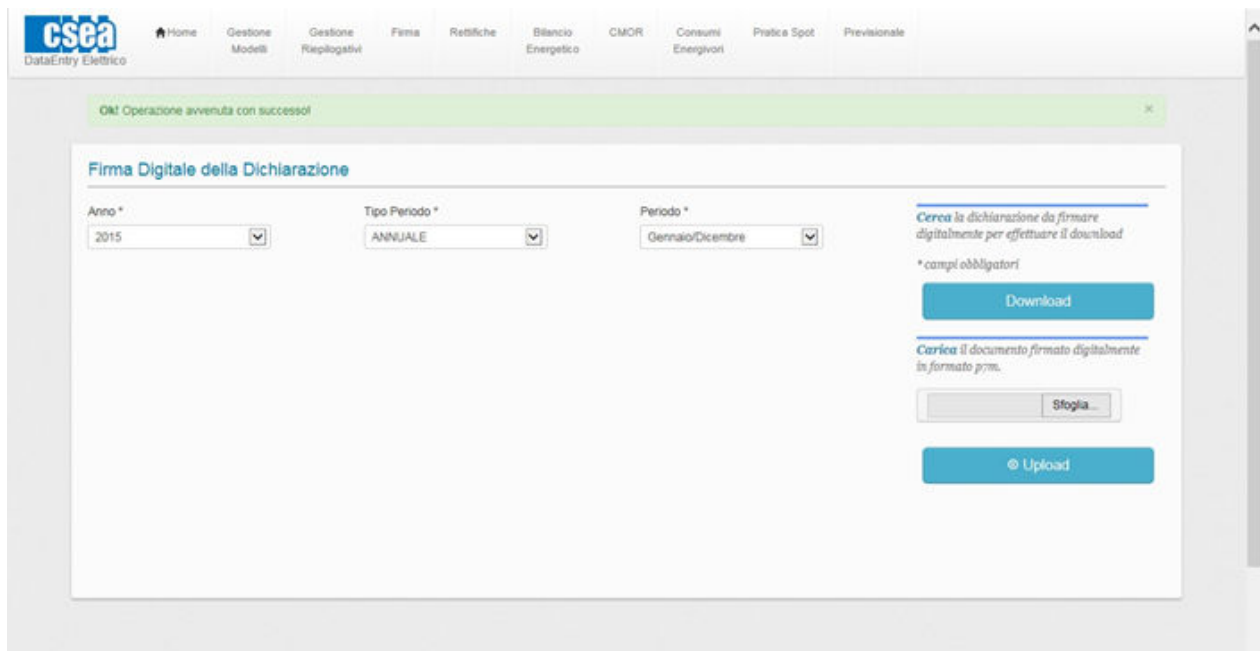 csea
DataEntry Elettrico
Home
Gestione
Modelli
Gestione
Riepilogativi
Firma
Rettifiche
Bilancio
Energetico
CMOR
Consumi
Energivori
Pratica Spot
Previsionale
Ok! Operazione avvenuta con successo!
×
Firma Digitale della Dichiarazione
Anno *
2015
Tipo Periodo *
ANNUALE
Periodo *
Gennaio/Dicembre
Cerca la dichiarazione da firmare
digitalmente per effettuare il download
* campi obbligatori
Download
Carica il documento firmato digitalmente
in formato p7m.
Sfoglia...
Upload